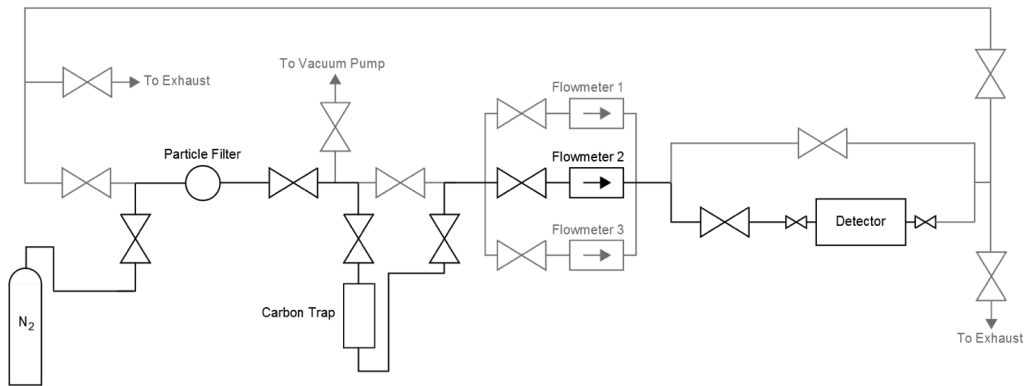 To Vacuum Pump
To Exhaust
Flowmeter 1
Particle Filter
Flowmeter 2
Detector
Flowmeter 3
N₂
Carbon Trap
To Exhaust